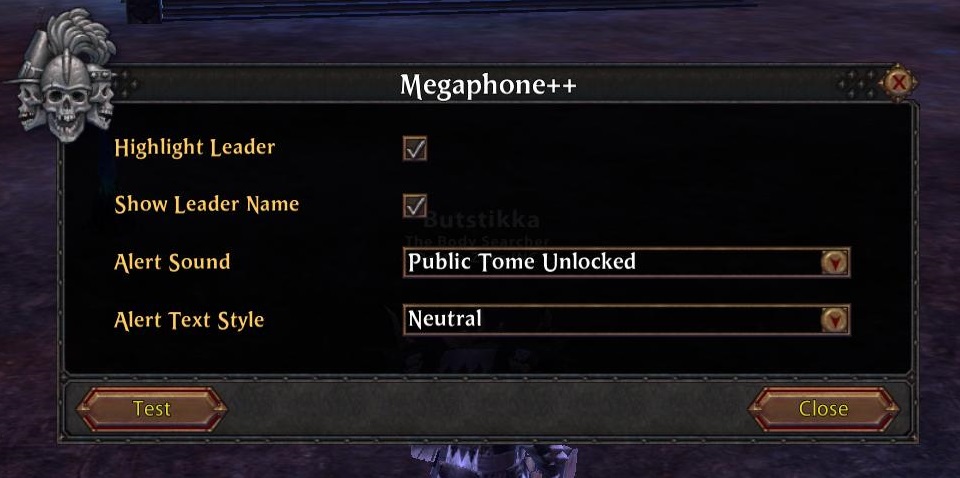 Megaphone++
Highlight Leader
Show Leader Name
Butstikka
The Body Searcher
Alert Sound
Public Tome Unlocked
Alert Text Style
Neutral
Test
Close